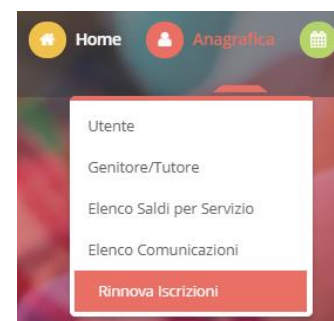 Home Anagrafica
Utente
Genitore/Tutore
Elenco Saldi per Servizio
Elenco Comunicazioni
Rinnova Iscrizioni